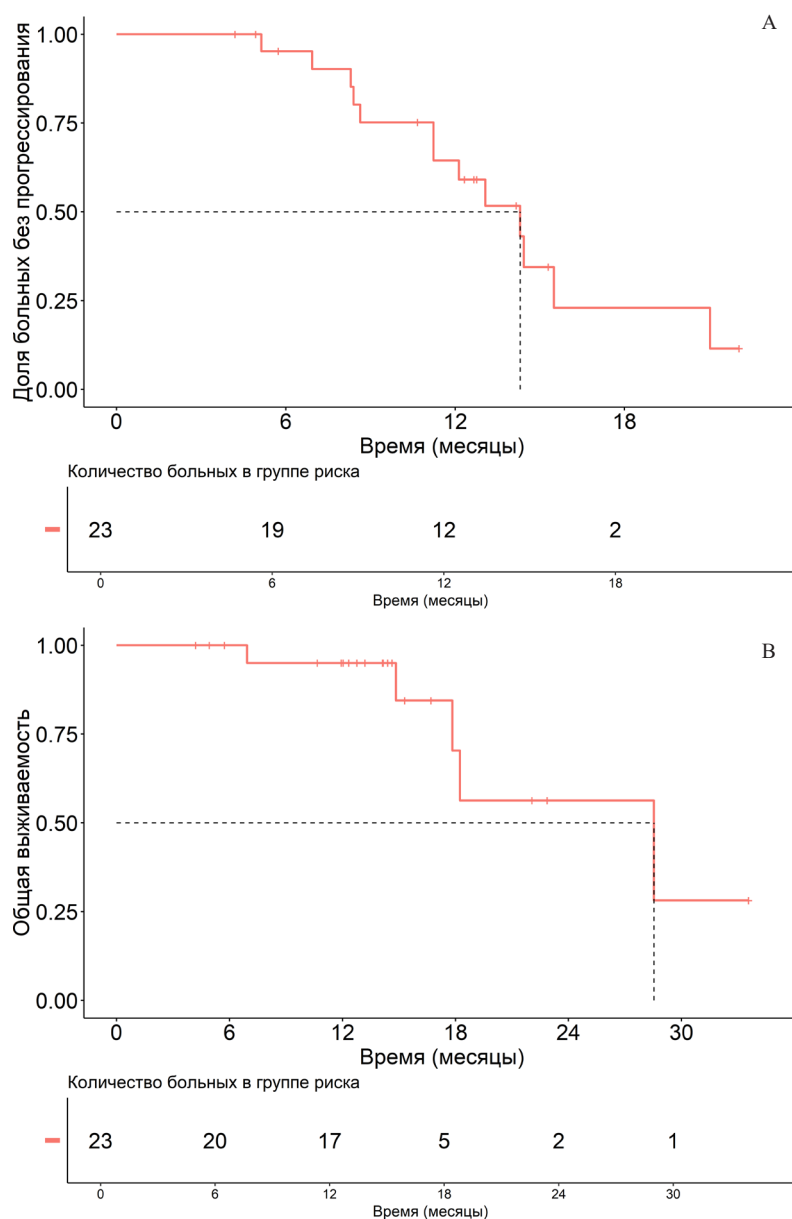 A
Доля больных без прогрессирования
1.00
0.75
0.50
0.25
0.00
0 6 12 18
Время (месяцы)
Количество больных в группе риска
23 19 12 2
0 6 12 18
Время (месяцы)
B
Общая выживаемость
1.00
0.75
0.50
0.25
0.00
0 6 12 18 24 30
Время (месяцы)
Количество больных в группе риска
23 20 17 5 2 1
0 6 12 18 24 30
Время (месяцы)